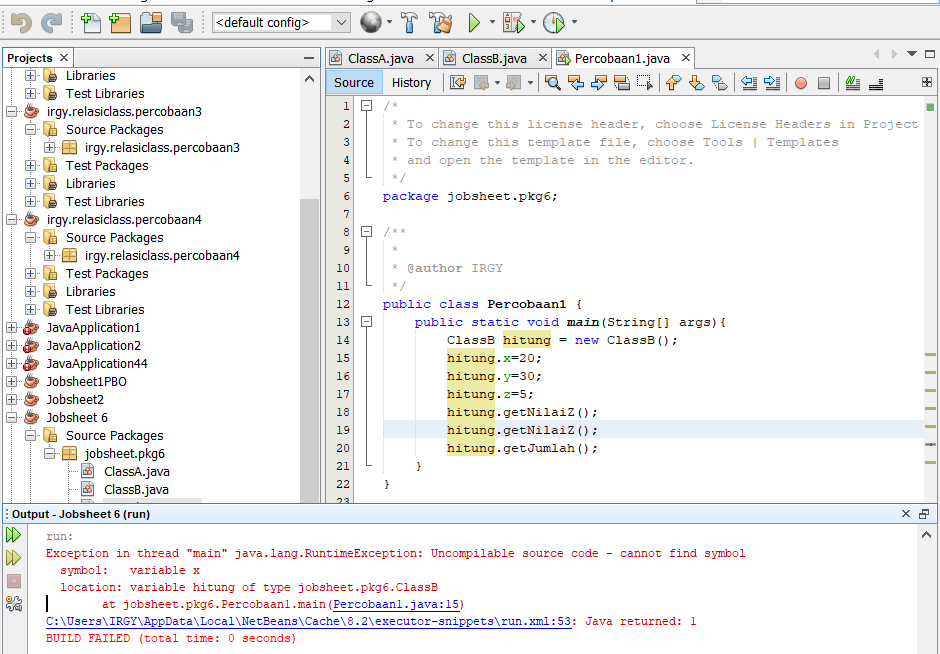 <default config>
Projects
Libraries
Test Libraries
irgy.relasiclass.percobaan3
Source Packages
irgy.relasiclass.percobaan3
Test Packages
Libraries
Test Libraries
irgy.relasiclass.percobaan4
Source Packages
irgy.relasiclass.percobaan4
Test Packages
Libraries
Test Libraries
JavaApplication1
JavaApplication2
JavaApplication44
Jobsheet1PBO
Jobsheet2
Jobsheet 6
Source Packages
jobsheet.pkg6
ClassA.java
ClassB.java
ClassA.java ClassB.java Percobaan1.java
Source History
1 /*
2 * To change this license header, choose License Headers in Project
3 * To change this template file, choose Tools | Templates
4 * and open the template in the editor.
5 */
6 package jobsheet.pkg6;
7
8 /**
9 *
10 * @author IRGY
11 */
12 public class Percobaan1 {
13 public static void main(String[] args){
14 ClassB hitung = new ClassB();
15 hitung.x=20;
16 hitung.y=30;
17 hitung.z=5;
18 hitung.getNilaiZ();
19 hitung.getNilaiZ();
20 hitung.getJumlah();
21 }
22 }
23
Output - Jobsheet 6 (run)
run:
Exception in thread "main" java.lang.RuntimeException: Uncompilable source code - cannot find symbol
symbol: variable x
location: variable hitung of type jobsheet.pkg6.ClassB
at jobsheet.pkg6.Percobaan1.main(Percobaan1.java:15)
C:\Users\IRGY\AppData\Local\NetBeans\Cache\8.2\executor-snippets\run.xml:53: Java returned: 1
BUILD FAILED (total time: 0 seconds)